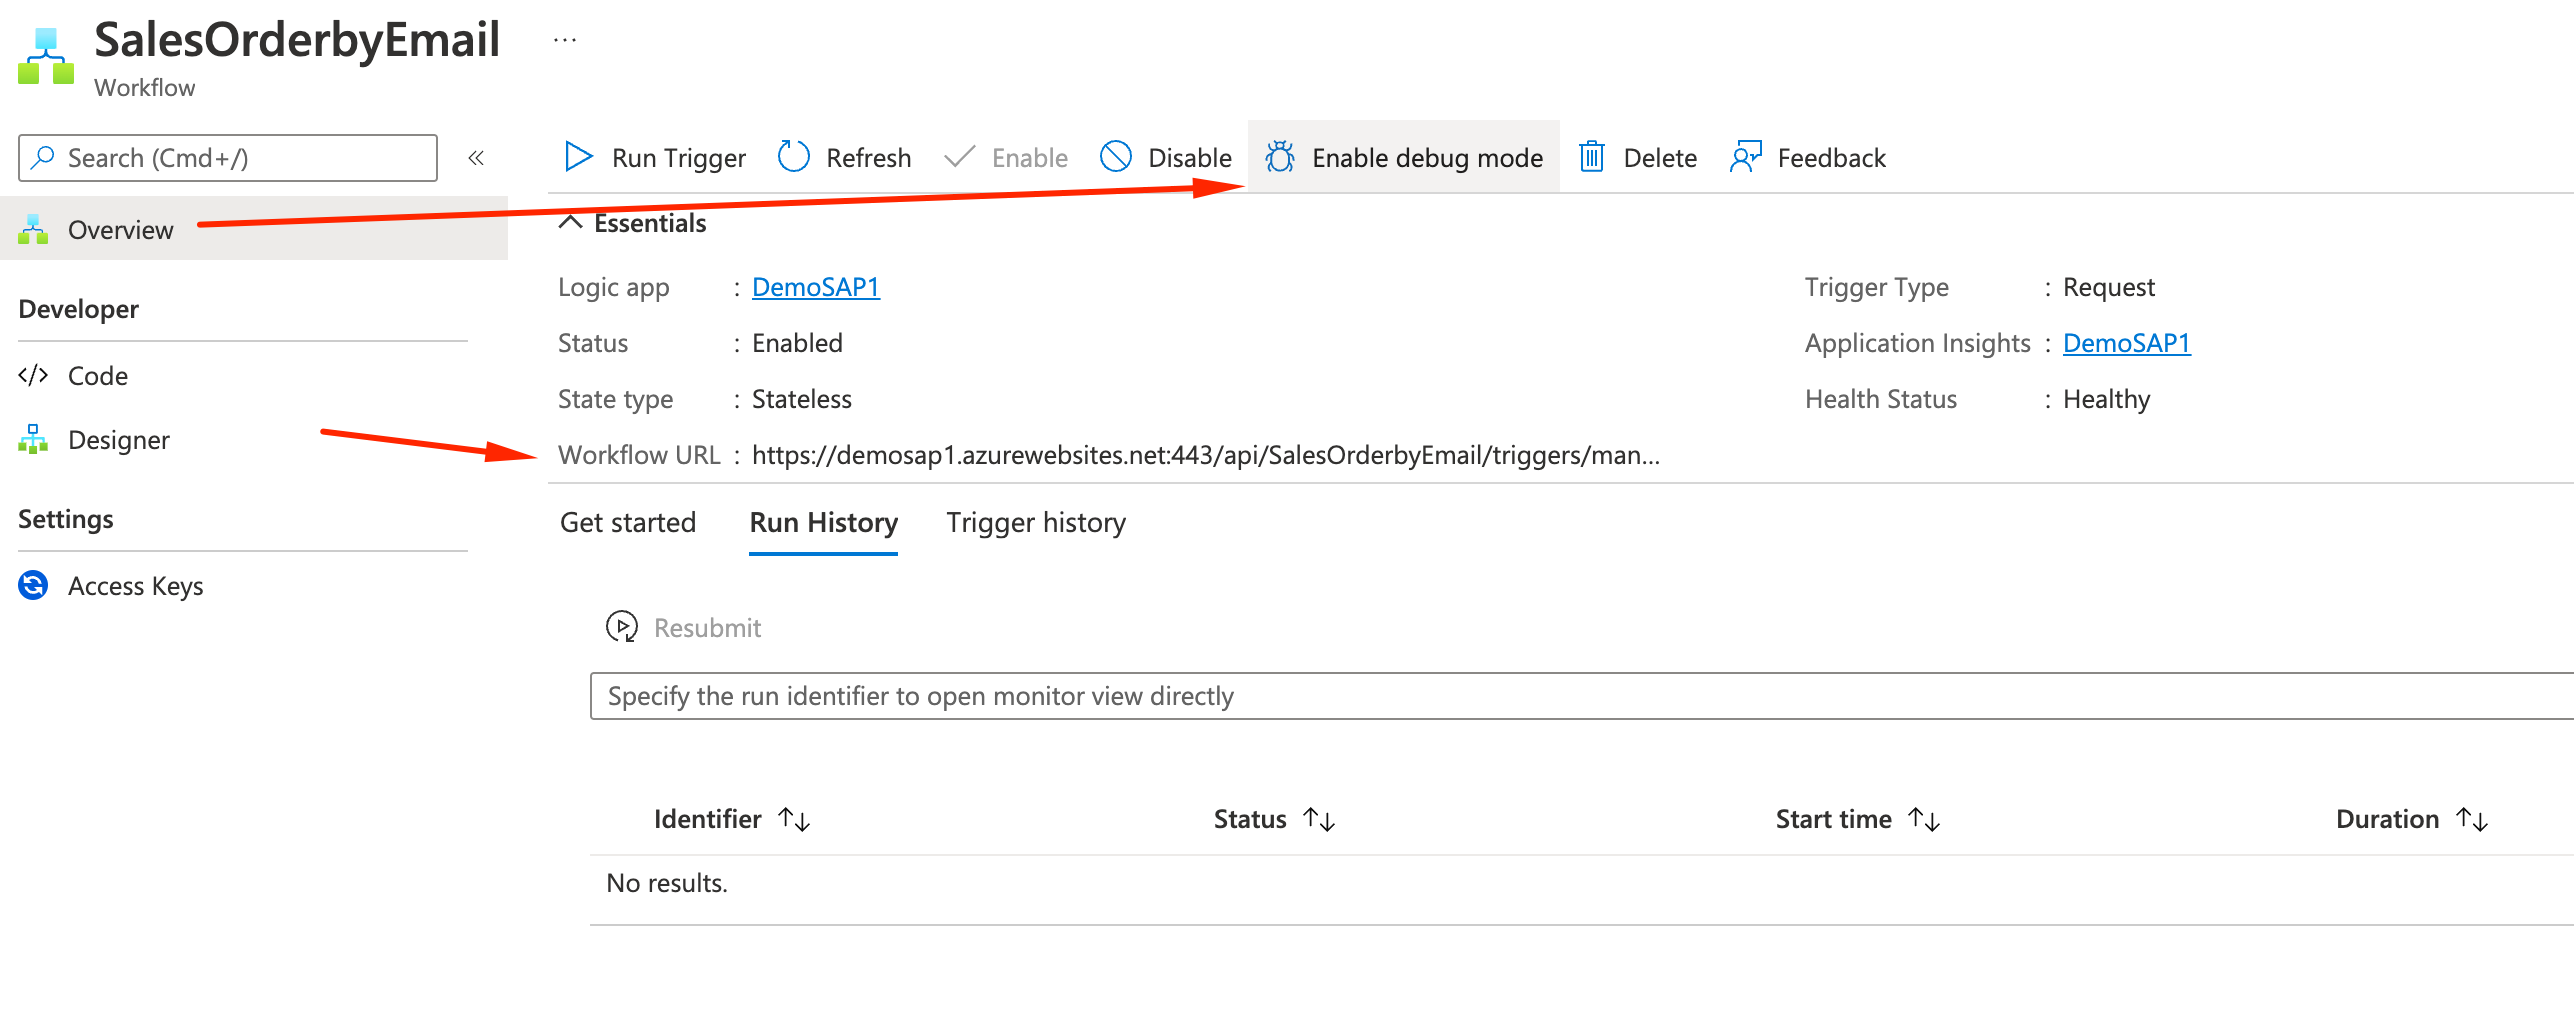 SalesOrderbyEmail ...
Workflow
Search (Cmd+/) «
Run Trigger Refresh Enable Disable Enable debug mode Delete Feedback
Overview
Essentials
Developer
Code
Designer
Settings
Access Keys
Logic app : DemoSAP1
Status : Enabled
State type : Stateless
Workflow URL : https://demosap1.azurewebsites.net:443/api/SalesOrderbyEmail/triggers/man...
Trigger Type : Request
Application Insights : DemoSAP1
Health Status : Healthy
Get started Run History Trigger history
Resubmit
Specify the run identifier to open monitor view directly
Identifier Status Start time Duration
No results.